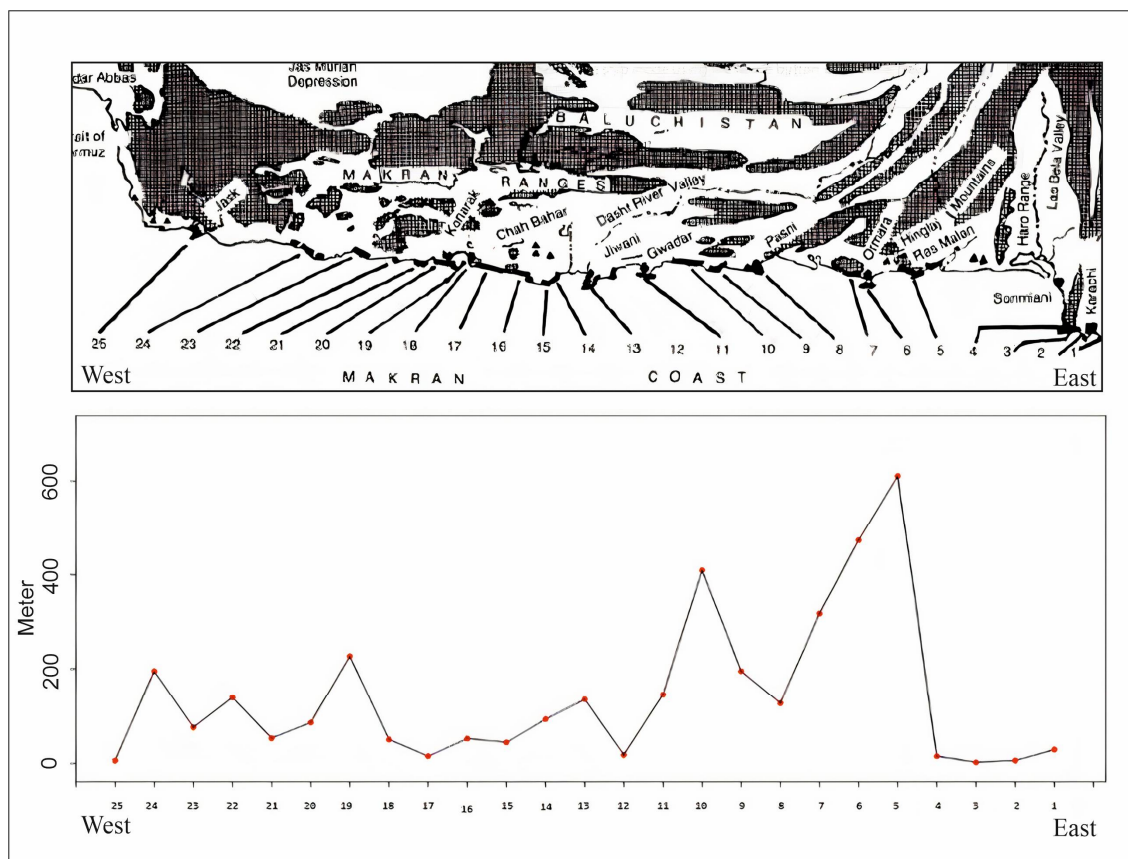 dar Abbas
Jas Murian
Depression
BALUCHISTAN
ait of
rmuz
MAKRAN
RANGES
Jask
Konarak
Chah Bahar
Dasht River Valley
Jiwani
Gwadar
Pasni
Ormara
Hinglaj Mountains
Ras Malan
Haro Range
Las Bela Valley
Sonmiani
Karachi
25 24 23 22 21 20 19 18 17 16 15 14 13 12 11 10 9 8 7 6 5 4 3 2 1
West
MAKRAN COAST
East
Meter
600
400
200
0
25 24 23 22 21 20 19 18 17 16 15 14 13 12 11 10 9 8 7 6 5 4 3 2 1
West
East